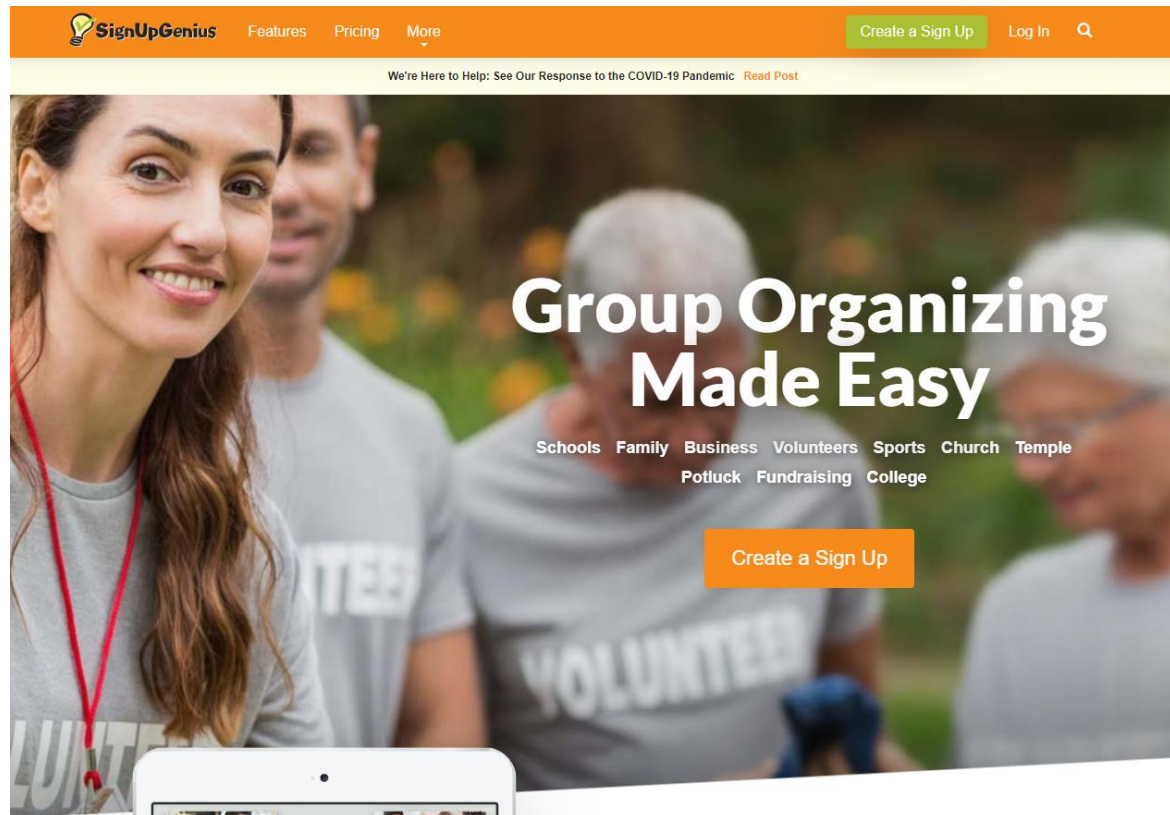 SignUpGenius Features Pricing More Create a Sign Up Log In
We're Here to Help: See Our Response to the COVID-19 Pandemic Read Post
Group Organizing
Made Easy
Schools Family Business Volunteers Sports Church Temple
Potluck Fundraising College
Create a Sign Up
VOLUNTEER